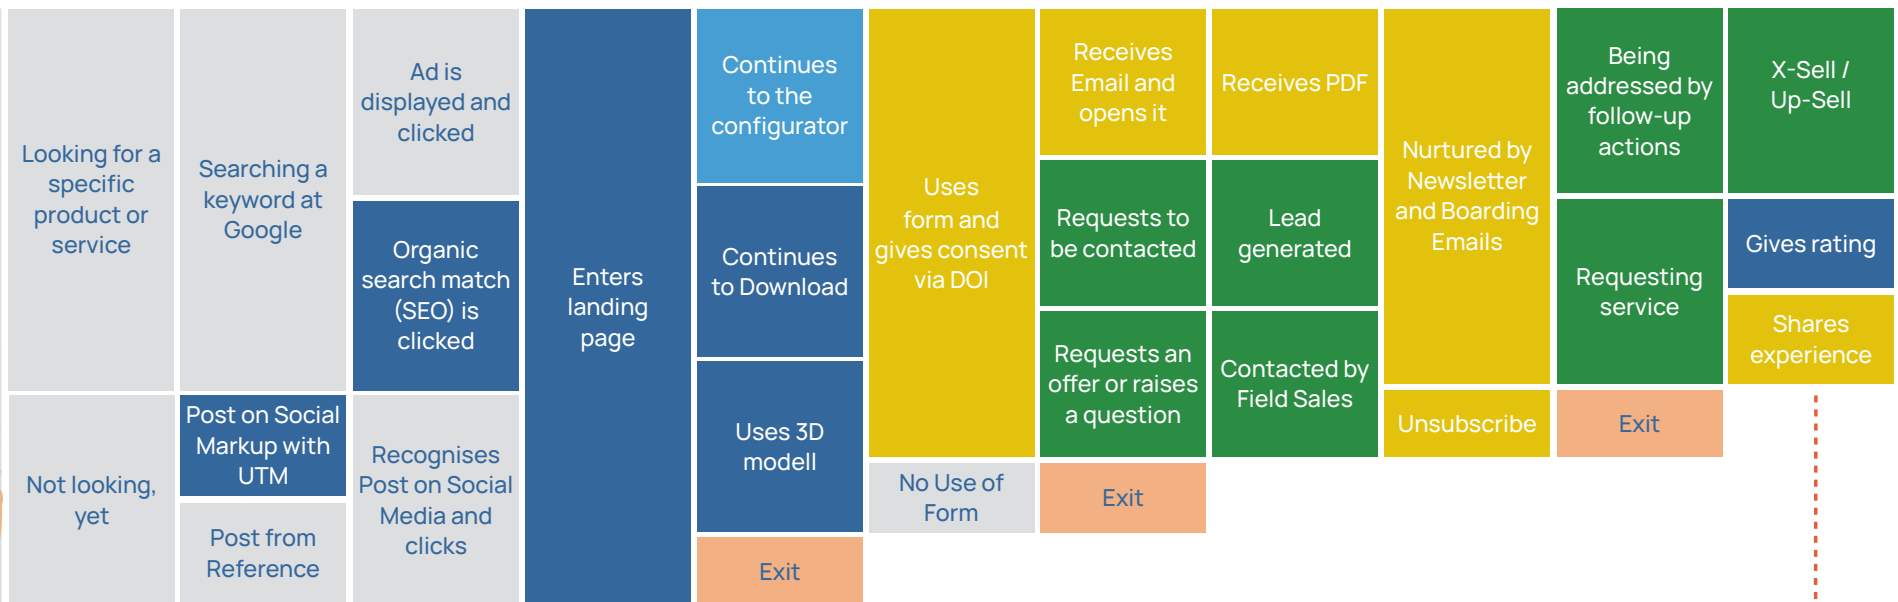 Looking for a
specific
product or
service
Not looking,
yet
Searching a
keyword at
Google
Post on Social
Markup with
UTM
Post from
Reference
Ad is
displayed and
clicked
Organic
search match
(SEO) is
clicked
Recognises
Post on Social
Media and
clicks
Enters
landing
page
Continues
to the
configurator
Continues
to Download
Uses 3D
modell
Exit
Uses
form and
gives consent
via DOI
No Use of
Form
Receives
Email and
opens it
Requests to
be contacted
Requests an
offer or raises
a question
Exit
Receives PDF
Lead
generated
Contacted by
Field Sales
Nurtured by
Newsletter
and Boarding
Emails
Unsubscribe
Being
addressed by
follow-up
actions
Requesting
service
Exit
X-Sell /
Up-Sell
Gives rating
Shares
experience